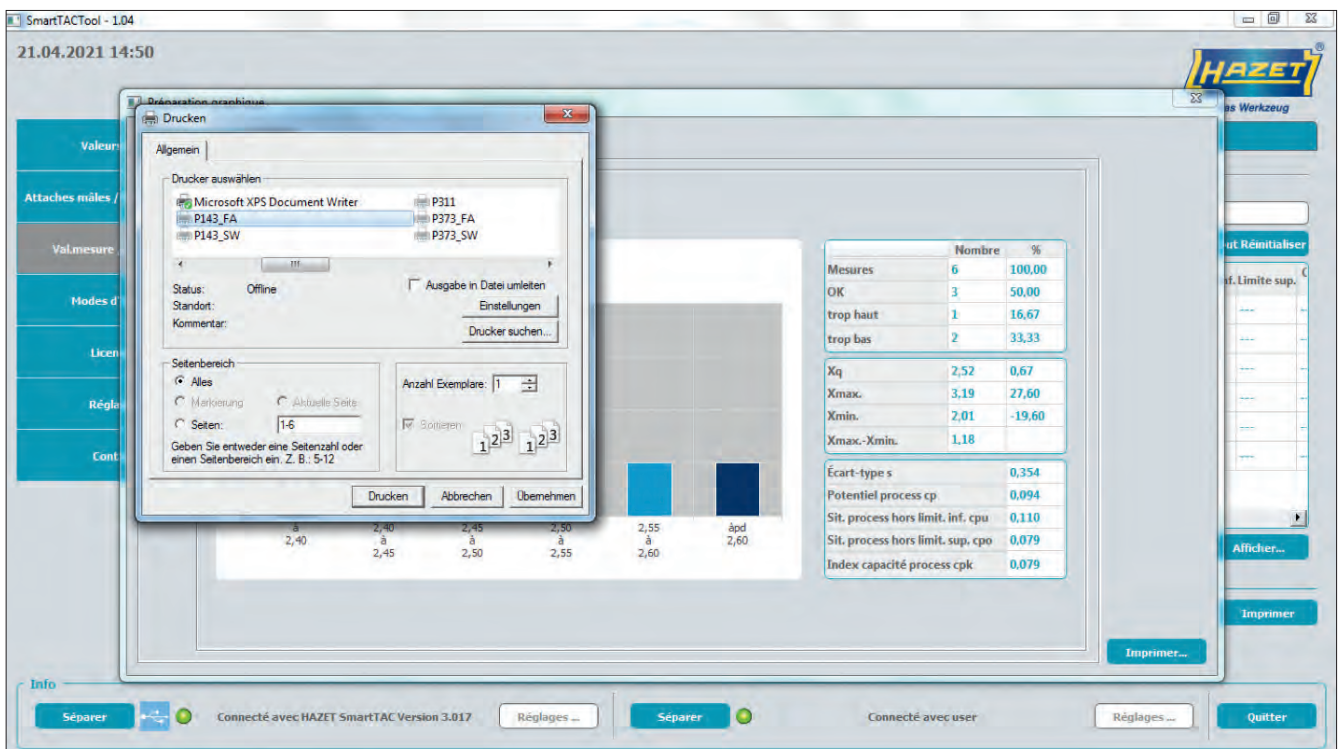 SmartTACTool - 1.04
21.04.2021 14:50
HAZET®
as Werkzeug
Préparation graphique
Drucken
Allgemein
Drucker auswählen
Microsoft XPS Document Writer P311
P143_FA P373_FA
P143_SW P373_SW
Status: Offline
Ausgabe in Datei umleiten
Standort:
Einstellungen
Kommentar:
Drucker suchen...
Seitenbereich
Alles
Markierung Aktuelle Seite
Seiten: 1-6
Geben Sie entweder eine Seitenzahl oder
einen Seitenbereich ein. Z. B.: 5-12
Anzahl Exemplare: 1
Sortieren
1 2 3 1 2 3
Drucken Abbrechen Übernehmen
Valeur
Attaches mâles /
Val.mesure
Modes d'
Licen
Régla
Cont
à 2,40 2,45 2,50 2,55 àpd
2,40 à à à à 2,60
2,45 2,50 2,55 2,60
Nombre %
Mesures 6 100,00
OK 3 50,00
trop haut 1 16,67
trop bas 2 33,33
Xq 2,52 0,67
Xmax. 3,19 27,60
Xmin. 2,01 -19,60
Xmax.-Xmin. 1,18
Écart-type s 0,354
Potentiel process cp 0,094
Sit. process hors limit. inf. cpu 0,110
Sit. process hors limit. sup. cpo 0,079
Index capacité process cpk 0,079
ut Réinitialiser
nf. Limite sup.
---
---
---
---
---
---
Afficher...
Imprimer
Imprimer...
Info
Séparer Connecté avec HAZET SmartTAC Version 3.017 Réglages ... Séparer Connecté avec user Réglages ... Quitter